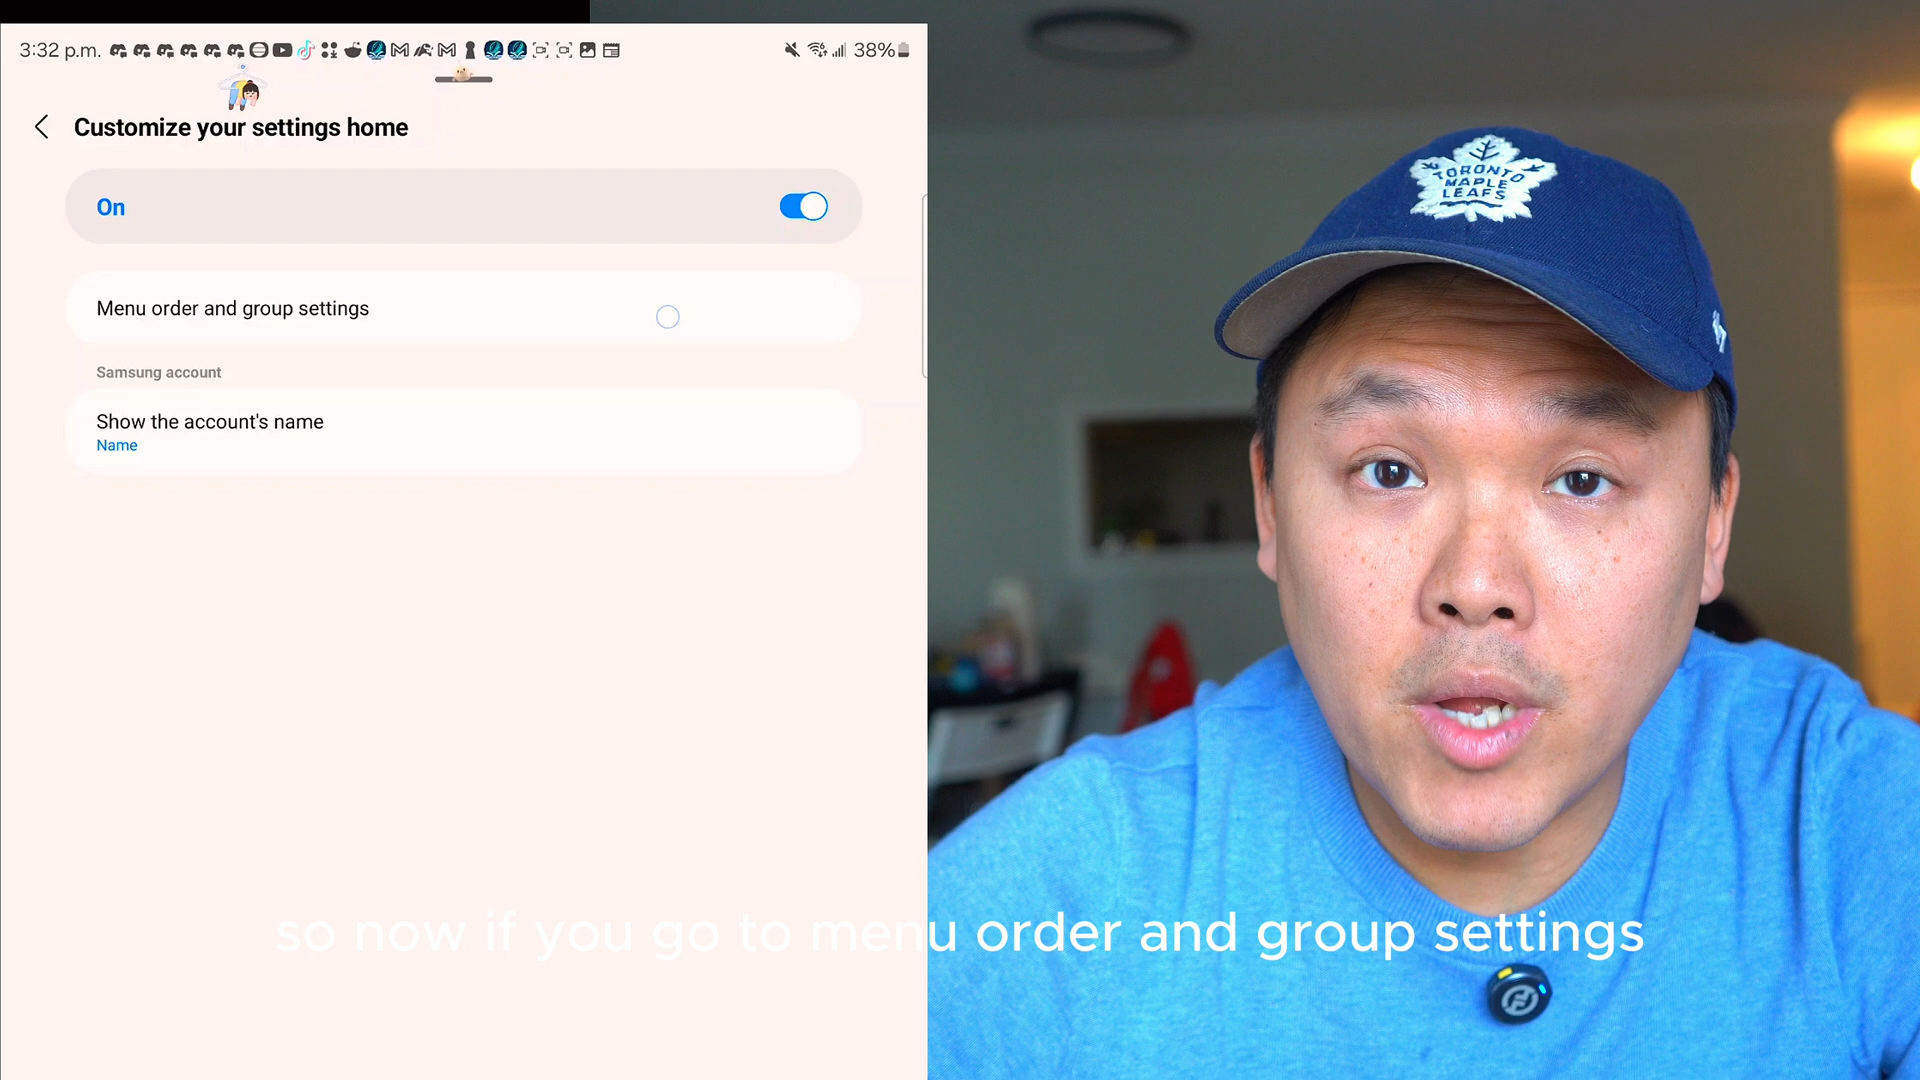 3:32 p.m.
38%
Customize your settings home
On
Menu order and group settings
Samsung account
Show the account's name
Name
TORONTO
MAPLE
LEAFS
47
so now if you go to menu order and group settings